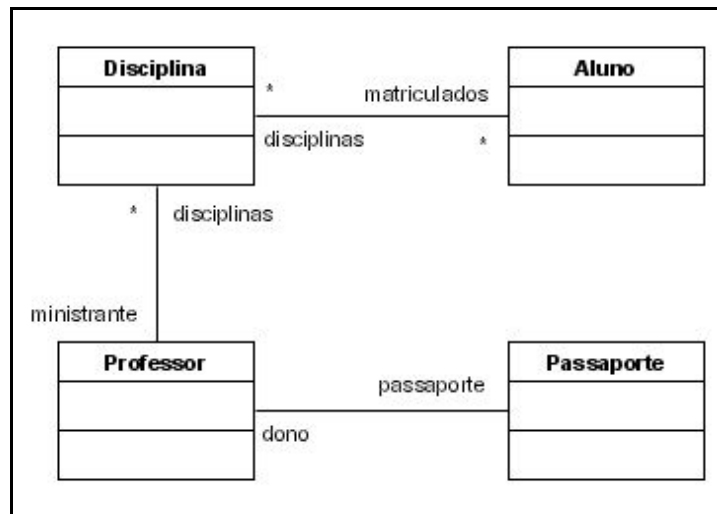 Disciplina
Aluno
*
matriculados
disciplinas
*
*
disciplinas
ministrante
Professor
Passaporte
passaporte
dono